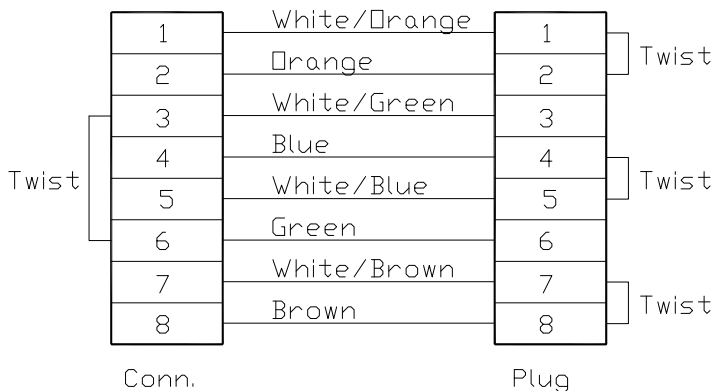 White/Orange
1 1
Twist
Orange
2 2
White/Green
3 3
Blue
4 4
Twist Twist
White/Blue
5 5
Green
6 6
White/Brown
7 7
Twist
Brown
8 8
Conn. Plug